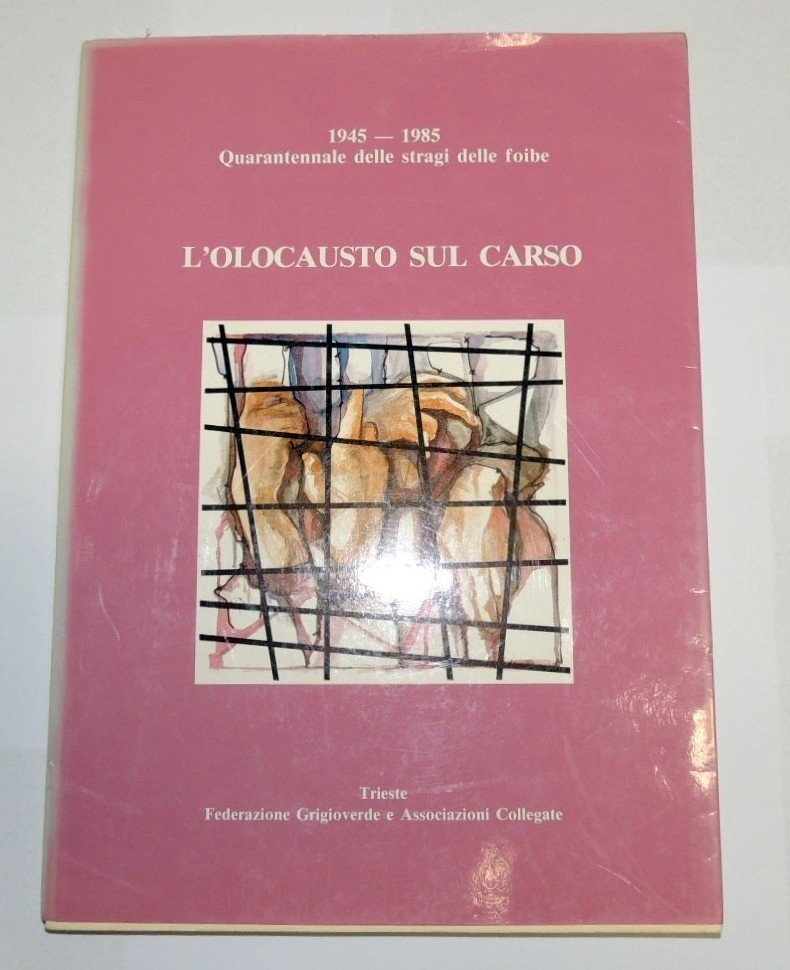 1945 — 1985
Quarantennale delle stragi delle foibe
L'OLOCAUSTO SUL CARSO
Trieste
Federazione Grigioverde e Associazioni Collegate